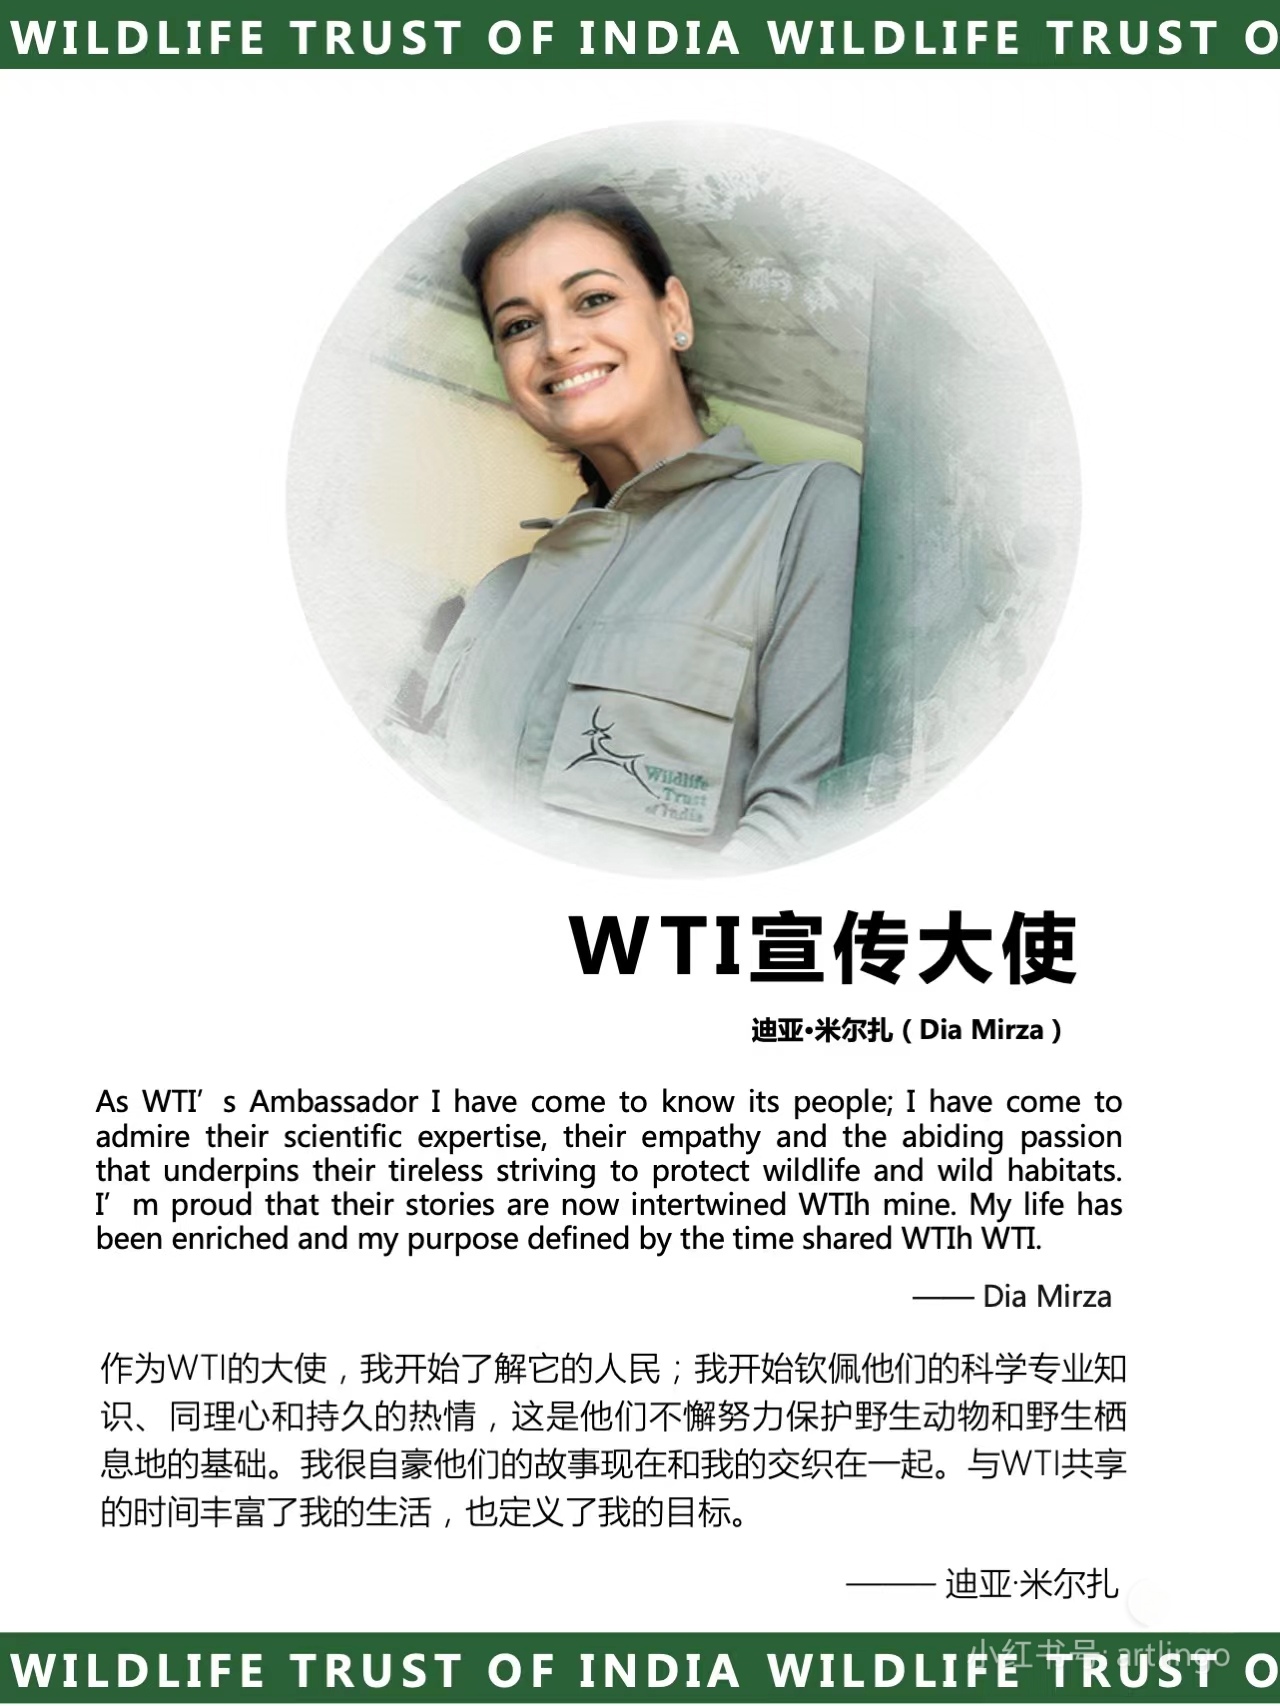 WILDLIFE TRUST OF INDIA WILDLIFE TRUST O
Wildlife
Trust
of India
WTI宣传大使
迪亚·米尔扎（Dia Mirza）
As WTI’s Ambassador I have come to know its people; I have come to
admire their scientific expertise, their empathy and the abiding passion
that underpins their tireless striving to protect wildlife and wild habitats.
I’m proud that their stories are now intertwined WTIh mine. My life has
been enriched and my purpose defined by the time shared WTIh WTI.
—— Dia Mirza
作为WTI的大使，我开始了解它的人民；我开始钦佩他们的科学专业知
识、同理心和持久的热情，这是他们不懈努力保护野生动物和野生栖
息地的基础。我很自豪他们的故事现在和我的交织在一起。与WTI共享
的时间丰富了我的生活，也定义了我的目标。
——— 迪亚·米尔扎
小红书号: artlingo
WILDLIFE TRUST OF INDIA WILDLIFE TRUST O